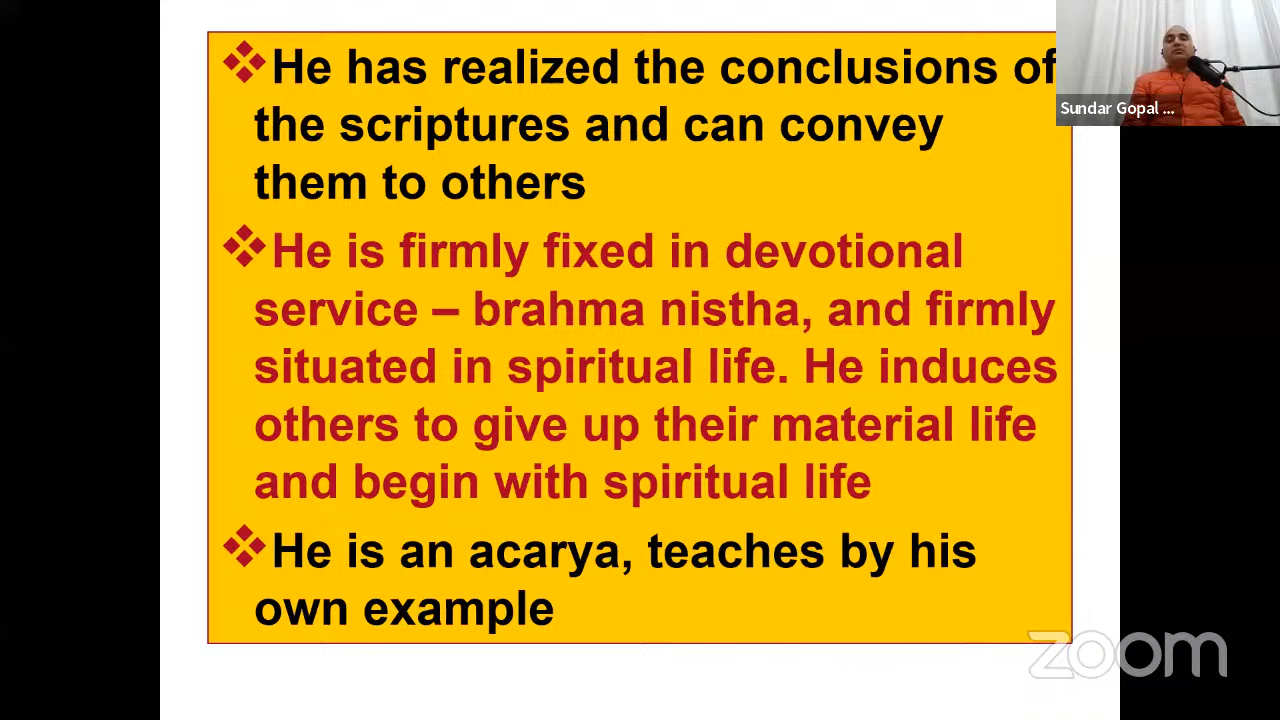 He has realized the conclusions of
the scriptures and can convey
them to others
He is firmly fixed in devotional
service – brahma nistha, and firmly
situated in spiritual life. He induces
others to give up their material life
and begin with spiritual life
He is an acarya, teaches by his
own example
Sundar Gopal ...
zoom